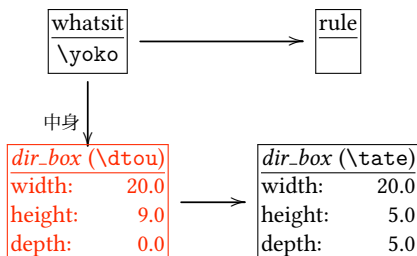 whatsit rule
\yoko
中身
dir_box (\dtou) dir_box (\tate)
width: 20.0 width: 20.0
height: 9.0 height: 5.0
depth: 0.0 depth: 5.0